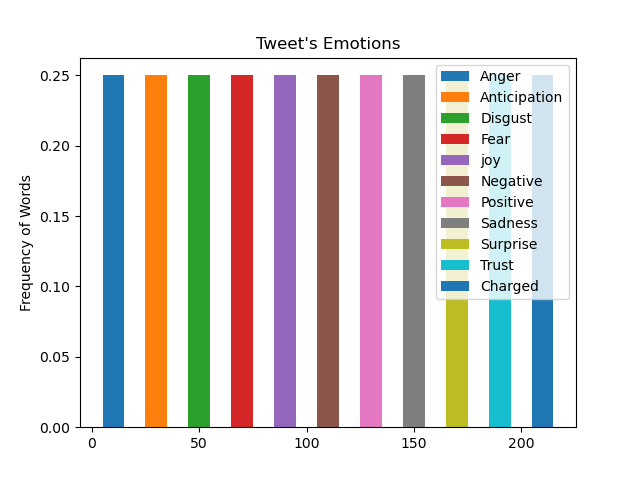 Tweet's Emotions
0.25
0.20
0.15
0.10
0.05
0.00
Frequency of Words
0
50
100
150
200
Anger
Anticipation
Disgust
Fear
joy
Negative
Positive
Sadness
Surprise
Trust
Charged